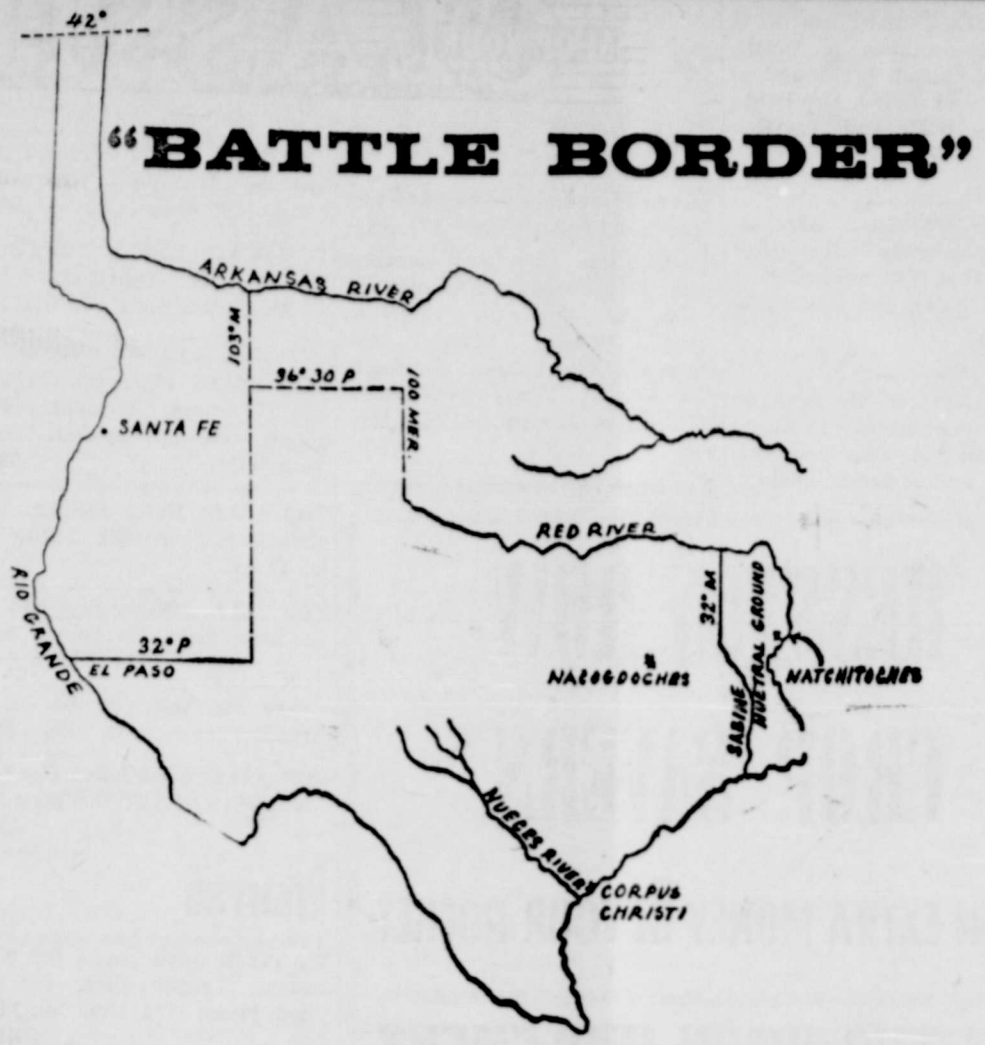 42°
“BATTLE BORDER”
ARKANSAS RIVER
103° M
36° 30 P
100 MER.
• SANTA FE
RED RIVER
32° M
NUETRAL GROUND
RIO GRANDE
32° P
EL PASO
NACOGDOCHES
NATCHITOCHES
SABINE
NUECES RIVER
CORPUS
CHRISTI